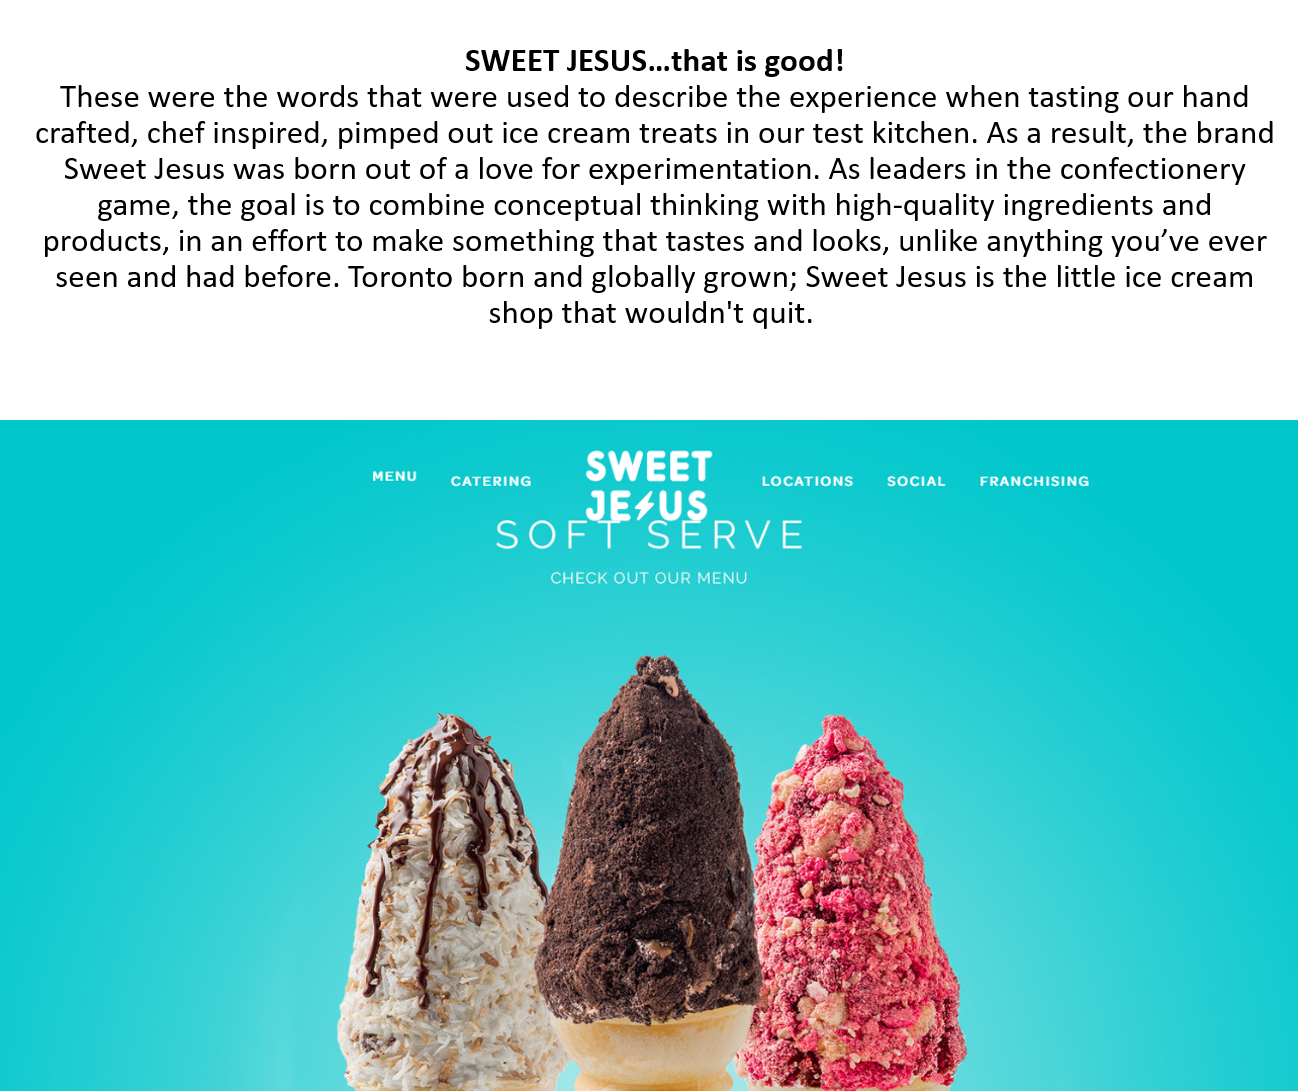 SWEET JESUS...that is good!
These were the words that were used to describe the experience when tasting our hand
crafted, chef inspired, pimped out ice cream treats in our test kitchen. As a result, the brand
Sweet Jesus was born out of a love for experimentation. As leaders in the confectionery
game, the goal is to combine conceptual thinking with high-quality ingredients and
products, in an effort to make something that tastes and looks, unlike anything you’ve ever
seen and had before. Toronto born and globally grown; Sweet Jesus is the little ice cream
shop that wouldn't quit.
MENU
CATERING
SWEET
JESUS
LOCATIONS
SOCIAL
FRANCHISING
SOFT SERVE
CHECK OUT OUR MENU